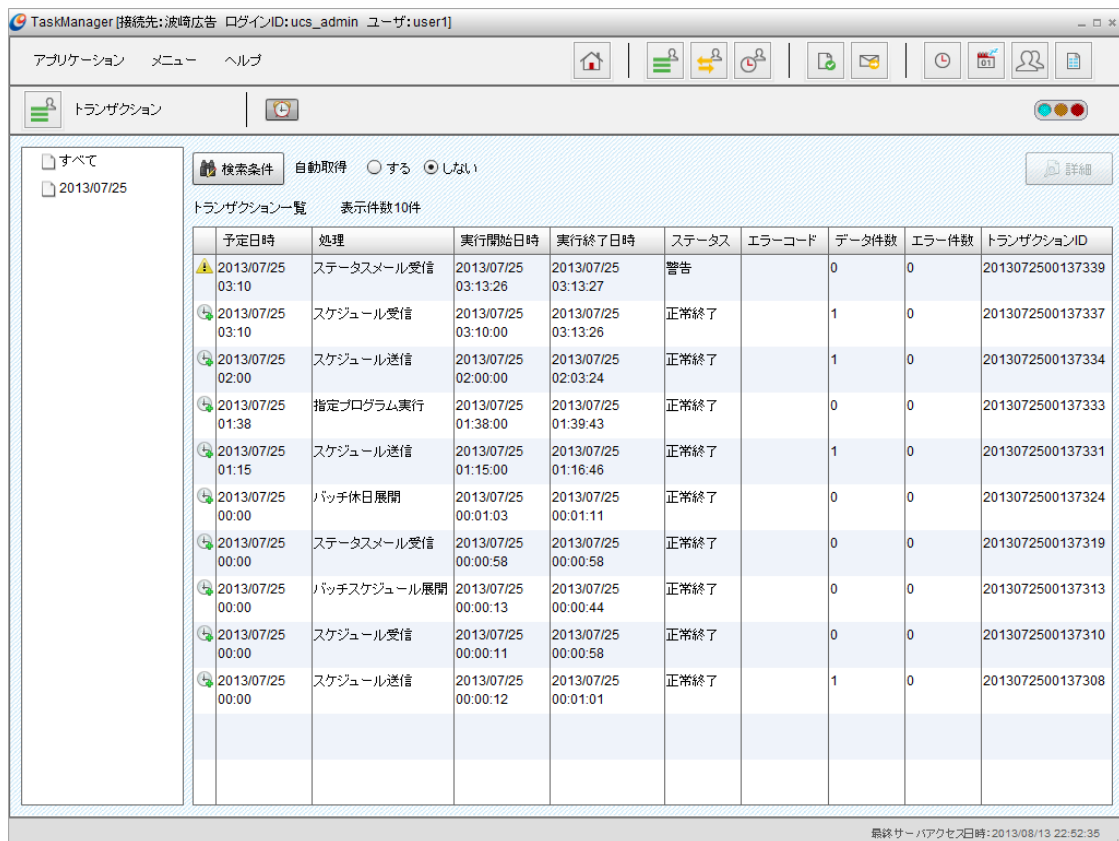 TaskManager [接続先:波崎広告 ログインID:ucs_admin ユーザ:user1]
アプリケーション メニュー ヘルプ
01
トランザクション
すべて
2013/07/25
検索条件 自動取得 する しない 詳細
トランザクション一覧 表示件数10件
予定日時 処理 実行開始日時 実行終了日時 ステータス エラーコード データ件数 エラー件数 トランザクションID
2013/07/25 ステータスメール受信 2013/07/25 2013/07/25 警告 0 0 2013072500137339
03:10 03:13:26 03:13:27
2013/07/25 スケジュール受信 2013/07/25 2013/07/25 正常終了 1 0 2013072500137337
03:10 03:10:00 03:13:26
2013/07/25 スケジュール送信 2013/07/25 2013/07/25 正常終了 1 0 2013072500137334
02:00 02:00:00 02:03:24
2013/07/25 指定プログラム実行 2013/07/25 2013/07/25 正常終了 0 0 2013072500137333
01:38 01:38:00 01:39:43
2013/07/25 スケジュール送信 2013/07/25 2013/07/25 正常終了 1 0 2013072500137331
01:15 01:15:00 01:16:46
2013/07/25 バッチ休日展開 2013/07/25 2013/07/25 正常終了 0 0 2013072500137324
00:00 00:01:03 00:01:11
2013/07/25 ステータスメール受信 2013/07/25 2013/07/25 正常終了 0 0 2013072500137319
00:00 00:00:58 00:00:58
2013/07/25 バッチスケジュール展開 2013/07/25 2013/07/25 正常終了 0 0 2013072500137313
00:00 00:00:13 00:00:44
2013/07/25 スケジュール受信 2013/07/25 2013/07/25 正常終了 0 0 2013072500137310
00:00 00:00:11 00:00:58
2013/07/25 スケジュール送信 2013/07/25 2013/07/25 正常終了 1 0 2013072500137308
00:00 00:00:12 00:01:01
最終サーバアクセス日時:2013/08/13 22:52:35